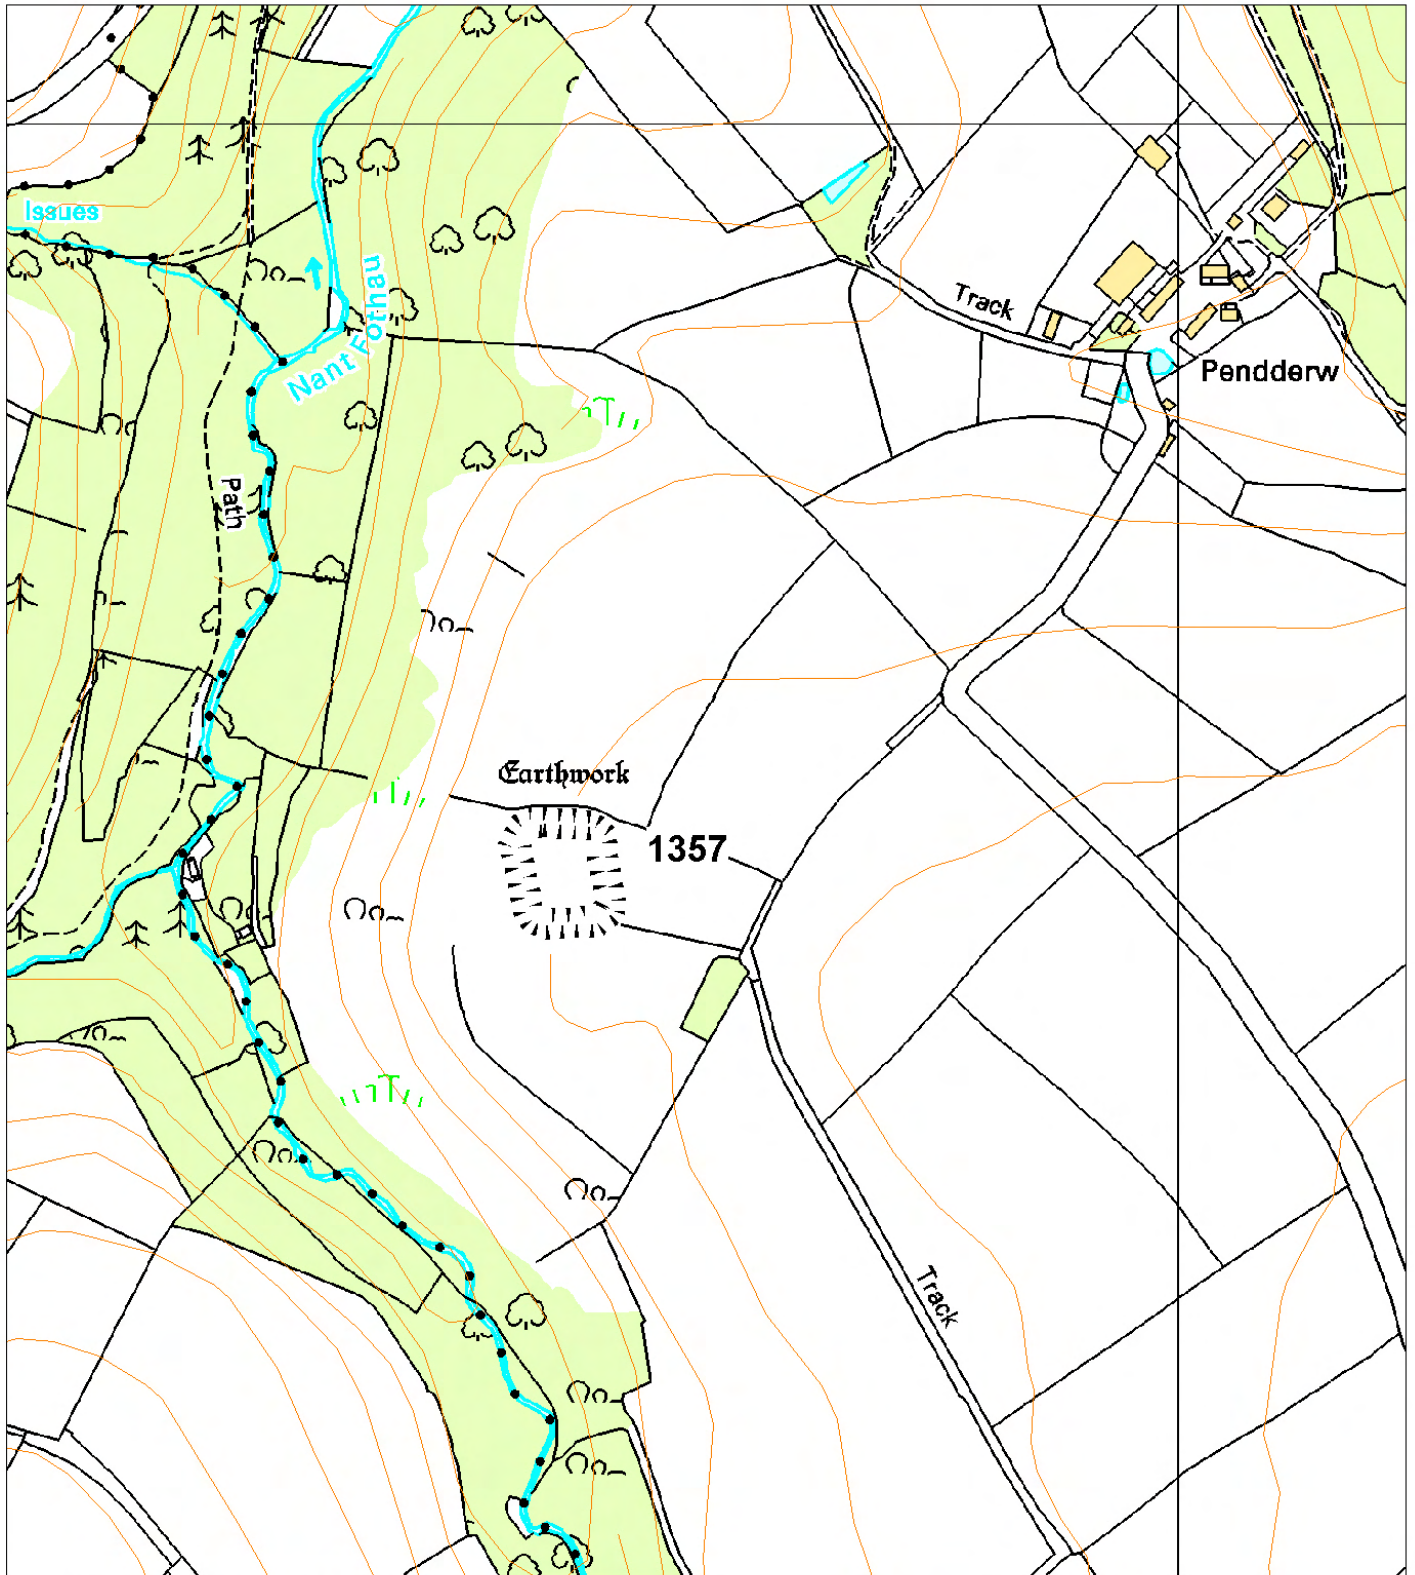 Issues
Nant Fothau
Track
Pendderw
Path
Earthwork
1357
Track